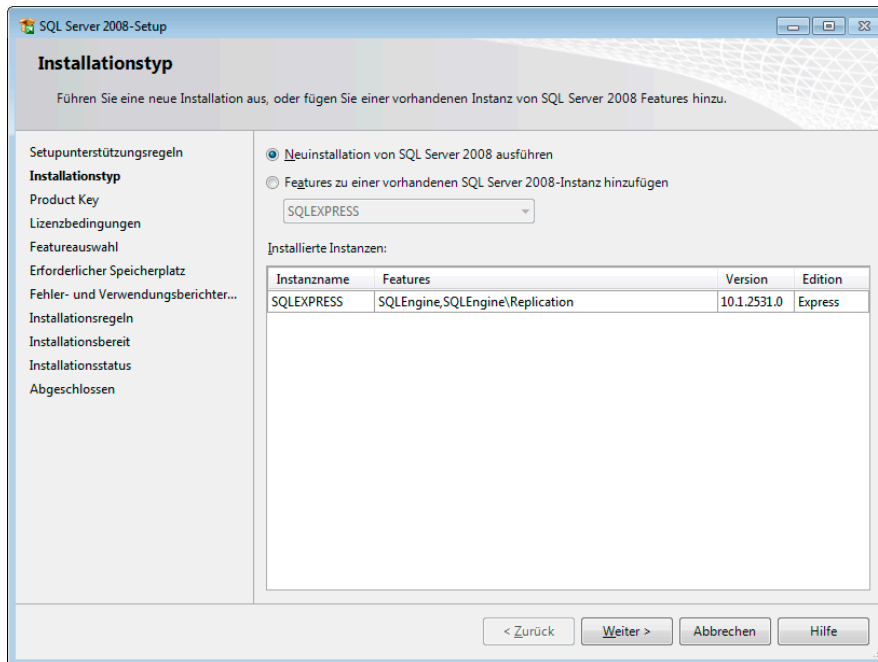 SQL Server 2008-Setup
Installationstyp
Führen Sie eine neue Installation aus, oder fügen Sie einer vorhandenen Instanz von SQL Server 2008 Features hinzu.
Setupunterstützungsregeln
Installationstyp
Product Key
Lizenzbedingungen
Featureauswahl
Erforderlicher Speicherplatz
Fehler- und Verwendungsberichter...
Installationsregeln
Installationsbereit
Installationsstatus
Abgeschlossen
Neuinstallation von SQL Server 2008 ausführen
Features zu einer vorhandenen SQL Server 2008-Instanz hinzufügen
SQLEXPRESS
Installierte Instanzen:
Instanzname Features Version Edition
SQLEXPRESS SQLEngine,SQLEngine\Replication 10.1.2531.0 Express
< Zurück Weiter > Abbrechen Hilfe